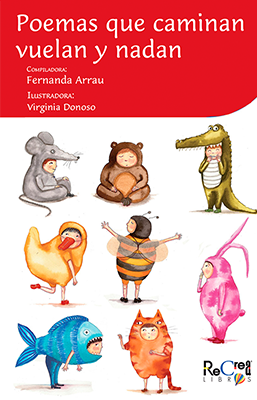 Poemas que caminan
vuelan y nadan
Compiladora:
Fernanda Arrau
Ilustradora:
Virginia Donoso
ReCrea
LIBROS